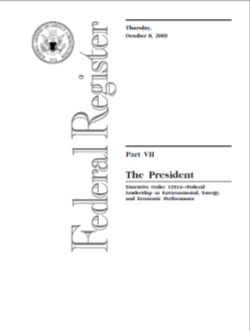 Federal Register
Thursday,
October 8, 2009
Part VII
The President
Executive Order 13514—Federal
Leadership in Environmental, Energy,
and Economic Performance